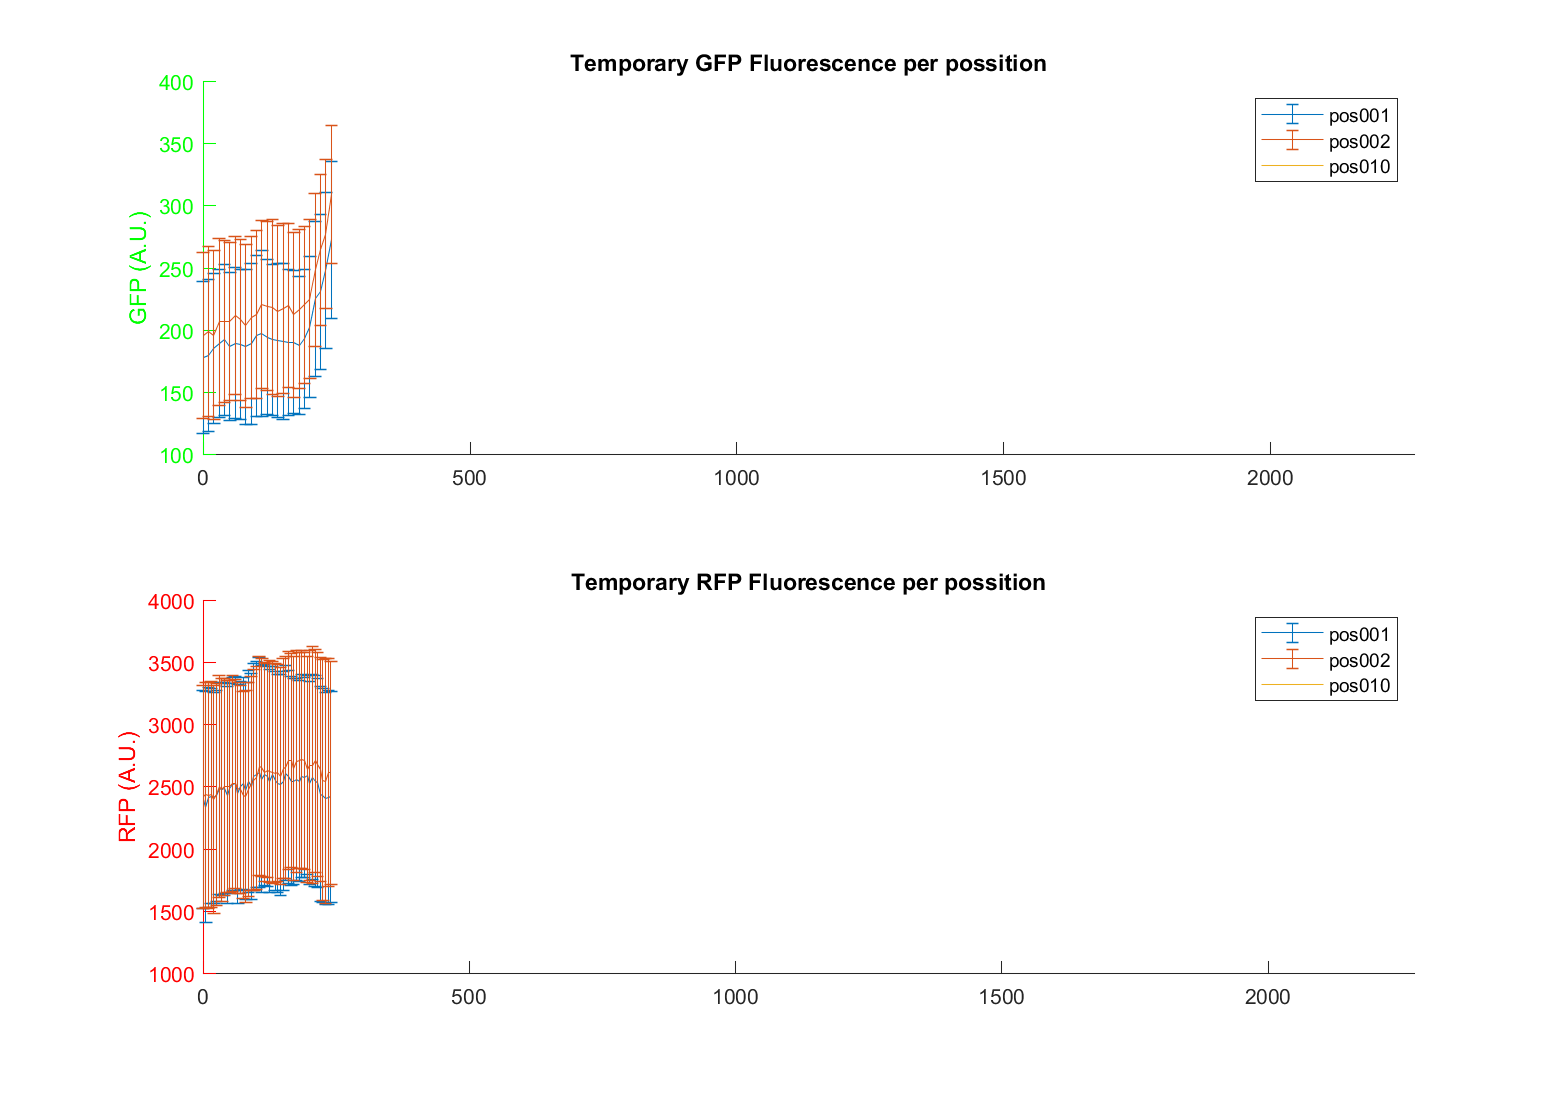 Temporary GFP Fluorescence per possition
400
350
300
250
200
150
100
GFP (A.U.)
pos001
pos002
pos010
0 500 1000 1500 2000
Temporary RFP Fluorescence per possition
4000
3500
3000
2500
2000
1500
1000
RFP (A.U.)
pos001
pos002
pos010
0 500 1000 1500 2000